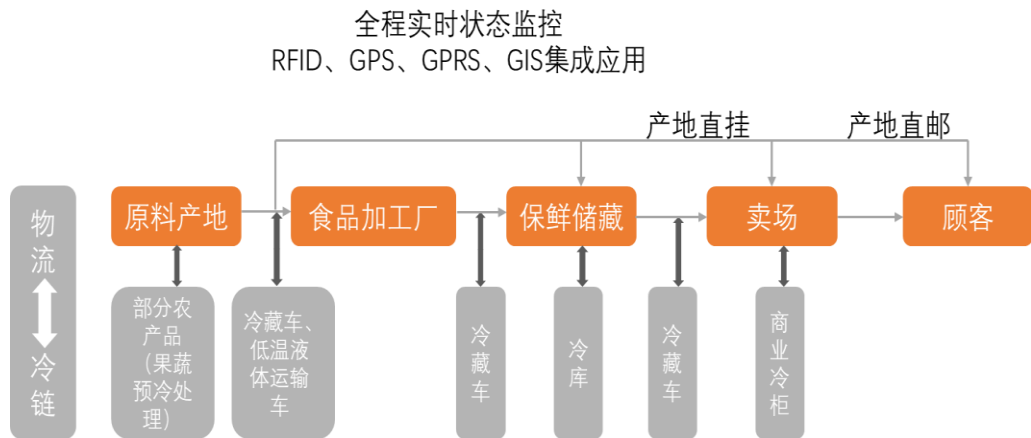 全程实时状态监控
RFID、GPS、GPRS、GIS集成应用
产地直挂
产地直邮
物流
冷链
原料产地
食品加工厂
保鲜储藏
卖场
顾客
部分农
产品
（果蔬
预冷处
理）
冷藏车、
低温液
体运输
车
冷藏车
冷库
冷藏车
商业冷柜